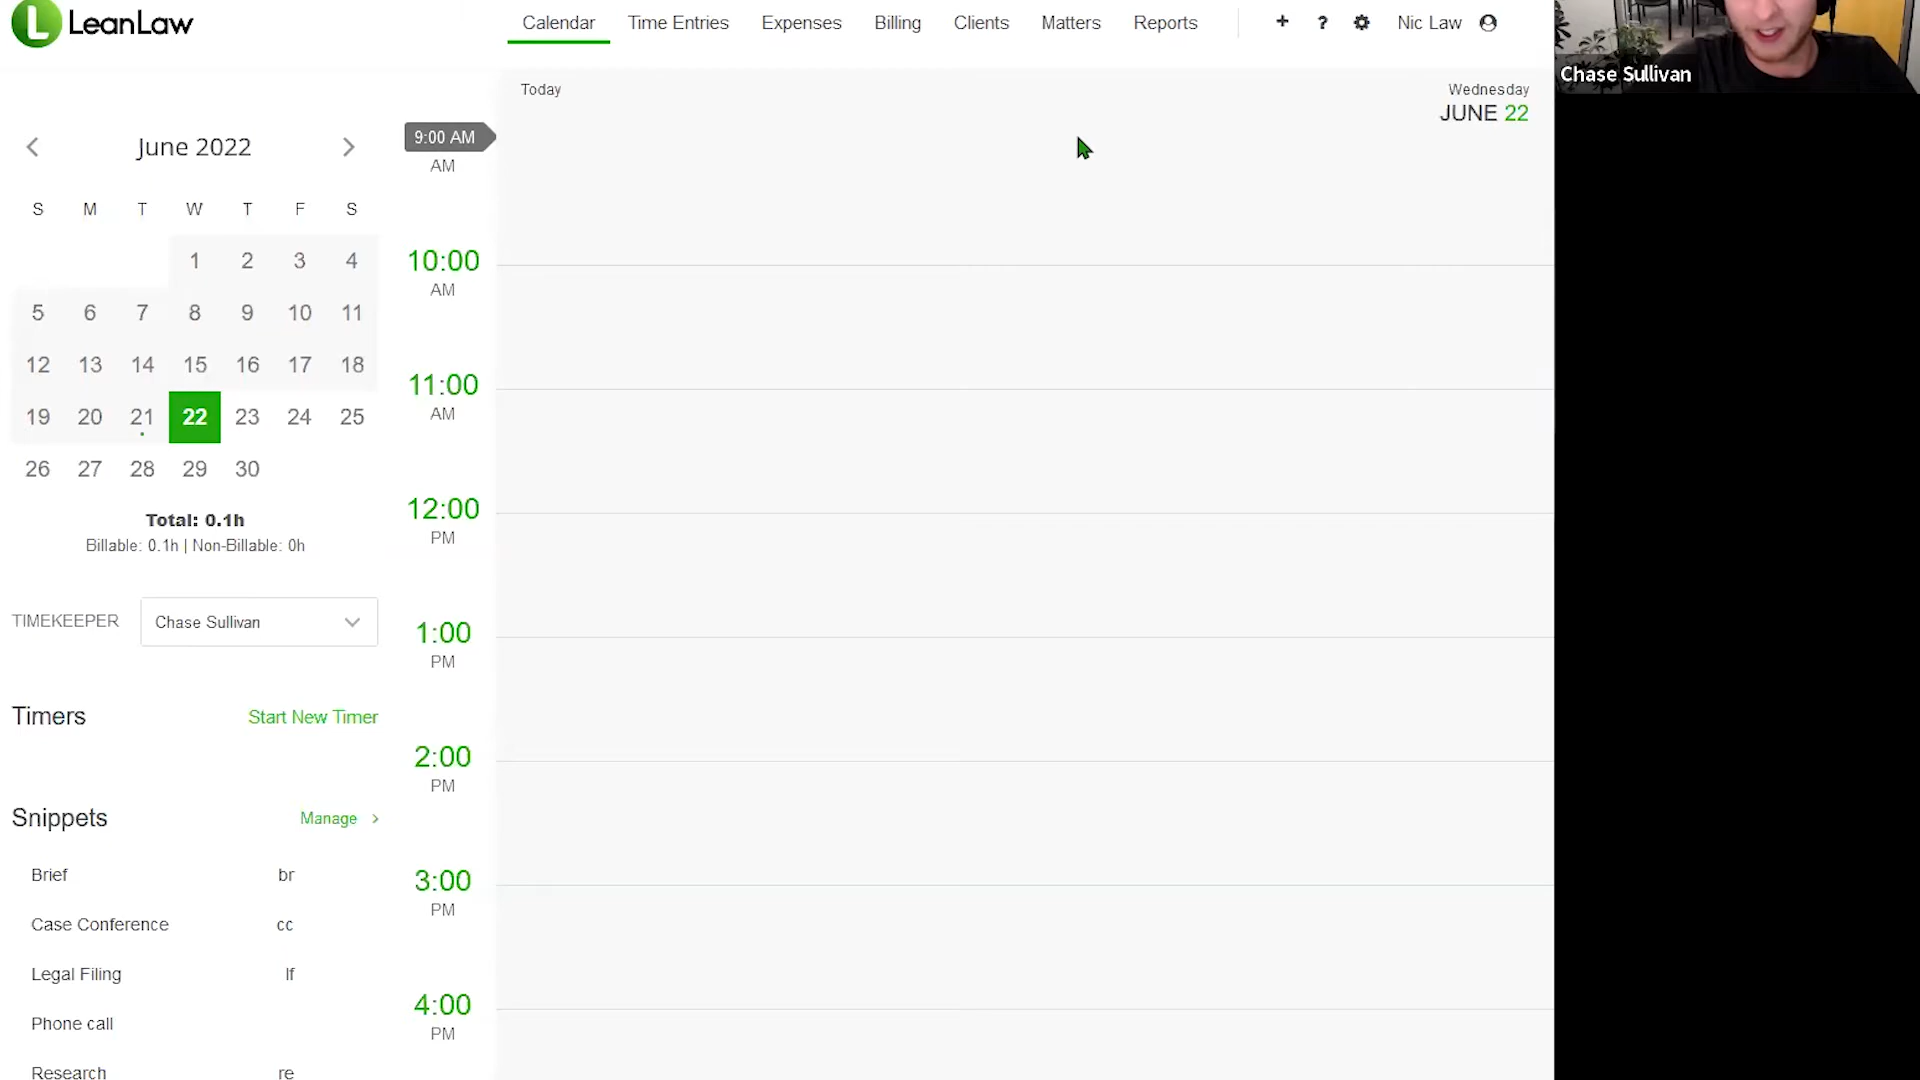 LeanLaw
Calendar Time Entries Expenses Billing Clients Matters Reports + ? Nic Law
Chase Sullivan
Today
Wednesday
JUNE 22
June 2022
S M T W T F S
1 2 3 4
5 6 7 8 9 10 11
12 13 14 15 16 17 18
19 20 21 22 23 24 25
26 27 28 29 30
Total: 0.1h
Billable: 0.1h | Non-Billable: 0h
TIMEKEEPER Chase Sullivan
Timers Start New Timer
Snippets Manage >
Brief br
Case Conference cc
Legal Filing lf
Phone call
Research re
9:00 AM
AM
10:00
AM
11:00
AM
12:00
PM
1:00
PM
2:00
PM
3:00
PM
4:00
PM